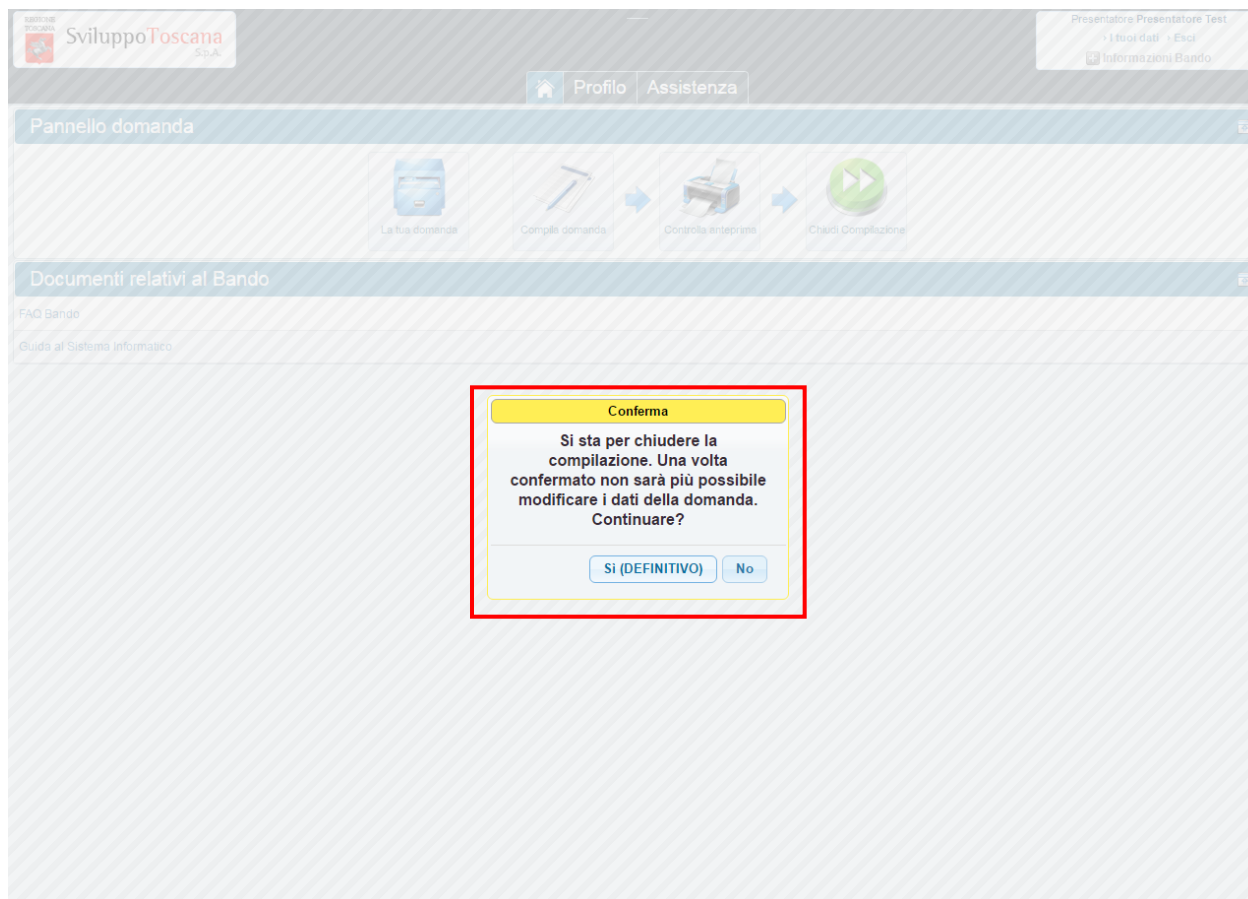 REGIONE
TOSCANA
SviluppoToscana
S.p.A.
Presentatore Presentatore Test
I tuoi dati Esci
Informazioni Bando
Profilo Assistenza
Pannello domanda
La tua domanda
Compila domanda
Controlla anteprima
Chiudi Compilazione
Documenti relativi al Bando
FAQ Bando
Guida al Sistema Informatico
Conferma
Si sta per chiudere la
compilazione. Una volta
confermato non sarà più possibile
modificare i dati della domanda.
Continuare?
Sì (DEFINITIVO) No